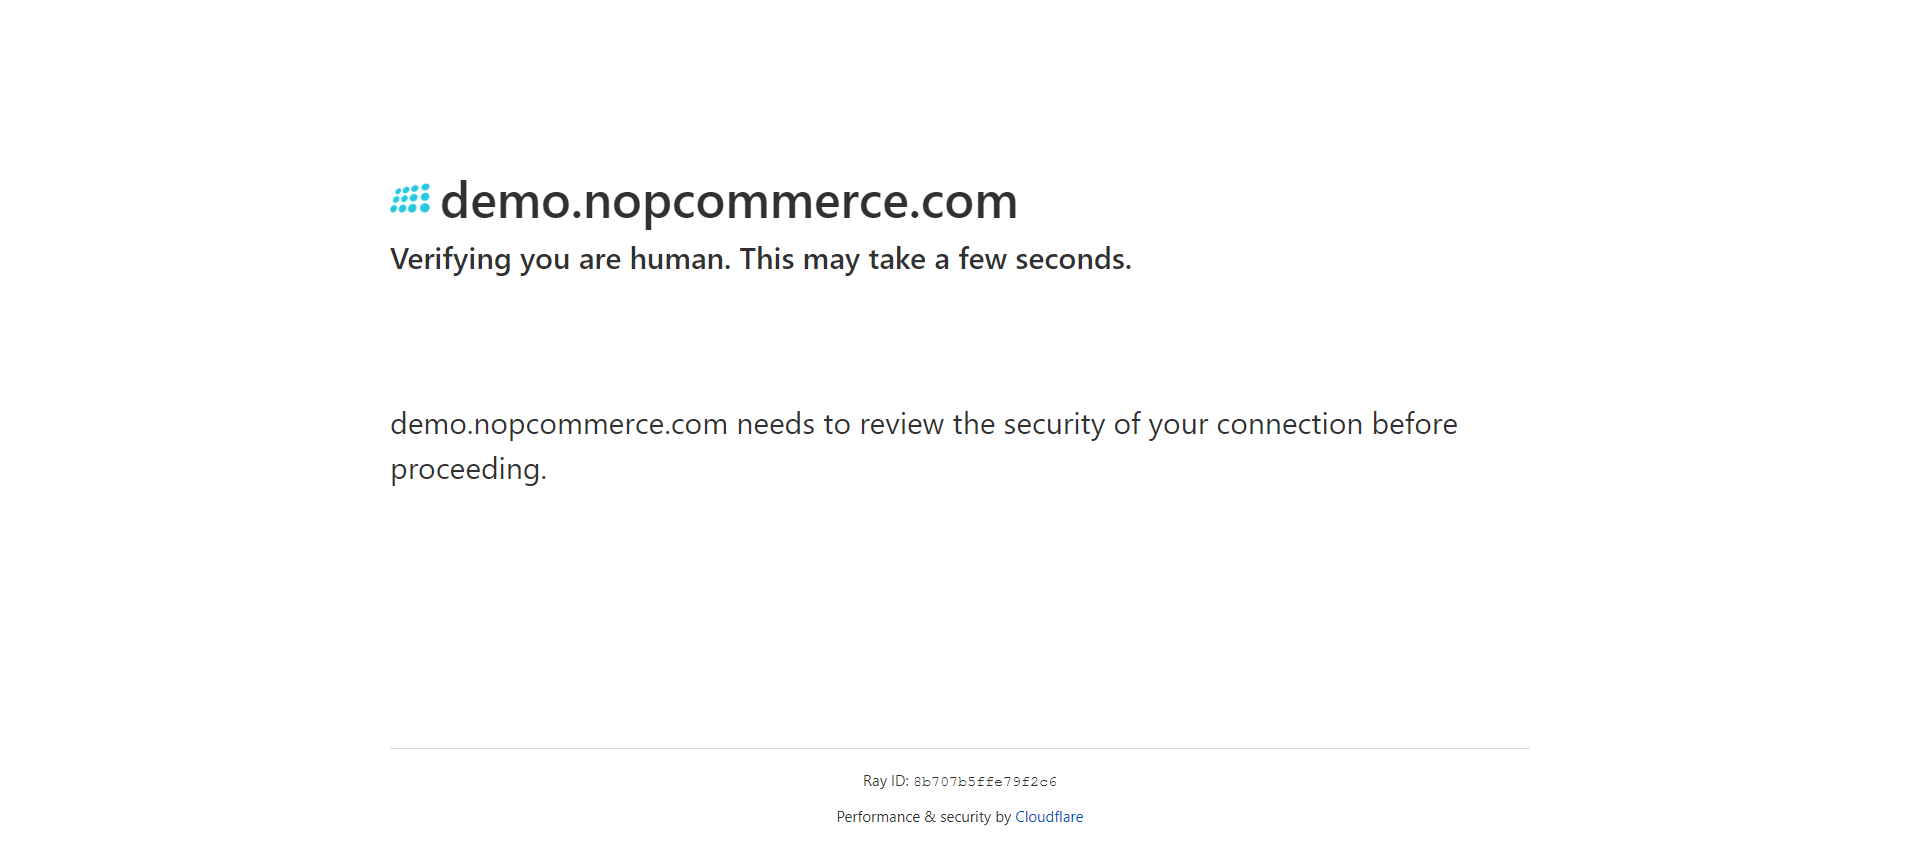 demo.nopcommerce.com
Verifying you are human. This may take a few seconds.
demo.nopcommerce.com needs to review the security of your connection before
proceeding.
Ray ID: 8b707b5ffe79f2c6
Performance & security by Cloudflare